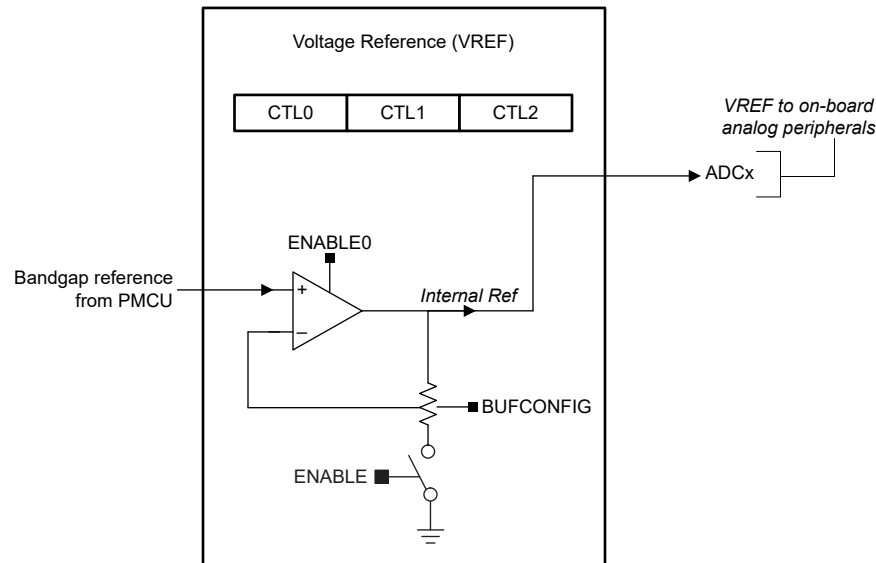 Voltage Reference (VREF)
CTL0 CTL1 CTL2
VREF to on-board
analog peripherals
ADCx
ENABLE0
Bandgap reference
from PMCU
+
Internal Ref
–
BUFCONFIG
ENABLE